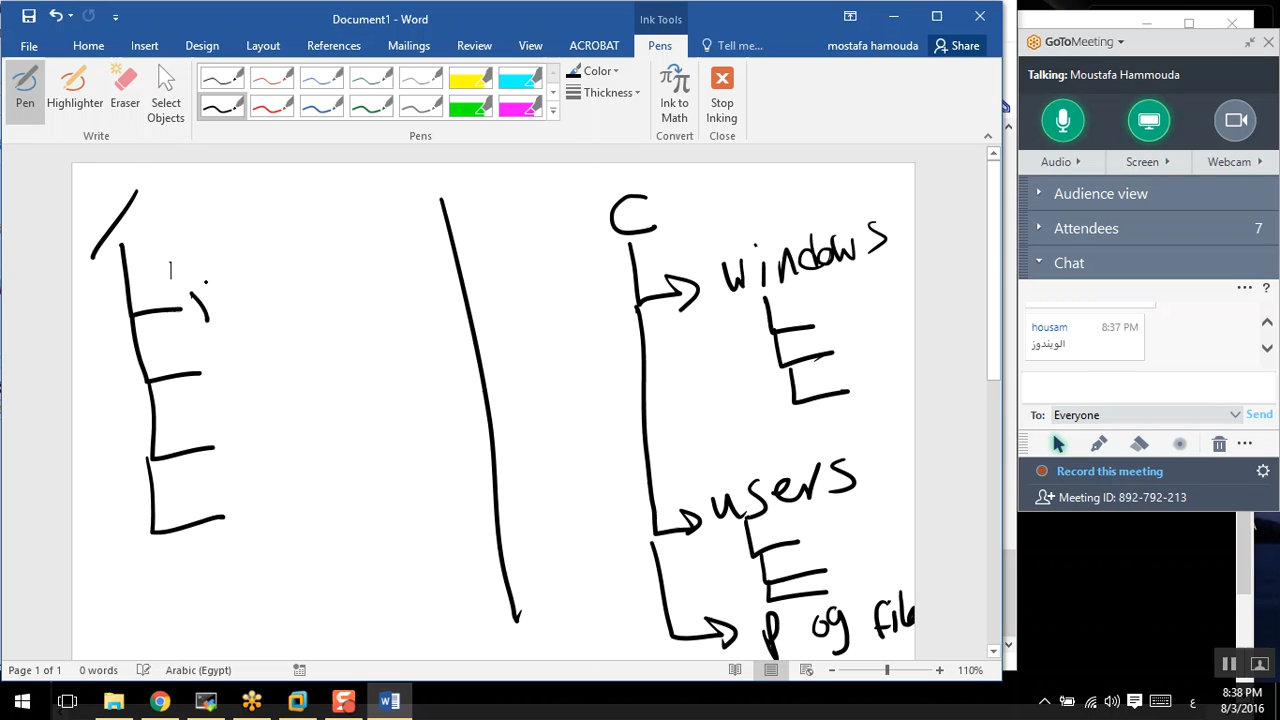 Document1 - Word
Ink Tools
File
Home
Insert
Design
Layout
References
Mailings
Review
View
ACROBAT
Pens
Tell me...
mostafa hamouda
Share
Pen
Highlighter
Eraser
Select Objects
Color
Thickness
Ink to Math
Stop Inking
Write
Pens
Convert
Close
C
windows
users
p og file
Page 1 of 1
0 words
Arabic (Egypt)
110%
GoToMeeting
Talking: Moustafa Hammouda
Audio
Screen
Webcam
Audience view
Attendees
7
Chat
housam
8:37 PM
الويندوز
To:
Everyone
Send
Record this meeting
Meeting ID: 892-792-213
ع
8:38 PM
8/3/2016